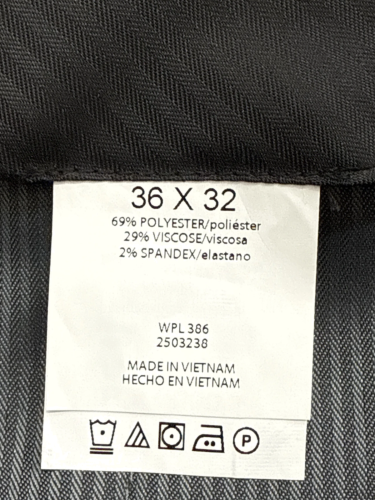 36 X 32
69% POLYESTER/poliéster
29% VISCOSE/viscosa
2% SPANDEX/elastano
WPL 386
2503238
MADE IN VIETNAM
HECHO EN VIETNAM
P